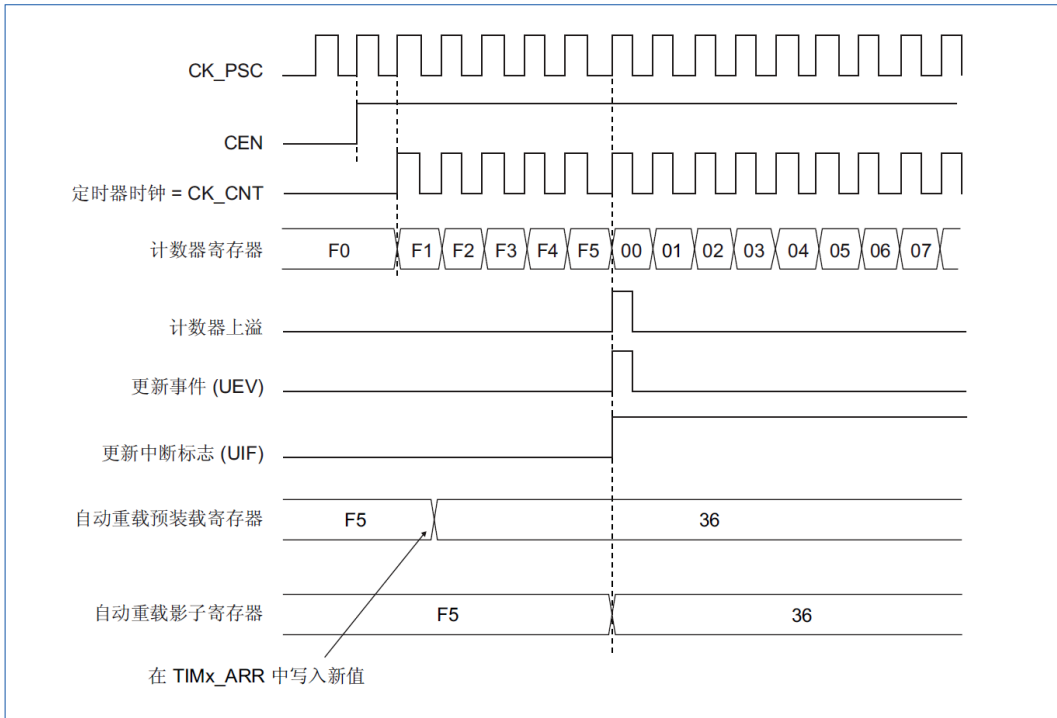 CK_PSC
CEN
定时器时钟 = CK_CNT
计数器寄存器 F0 F1 F2 F3 F4 F5 00 01 02 03 04 05 06 07
计数器上溢
更新事件 (UEV)
更新中断标志 (UIF)
自动重载预装载寄存器 F5 36
自动重载影子寄存器 F5 36
在 TIMx_ARR 中写入新值